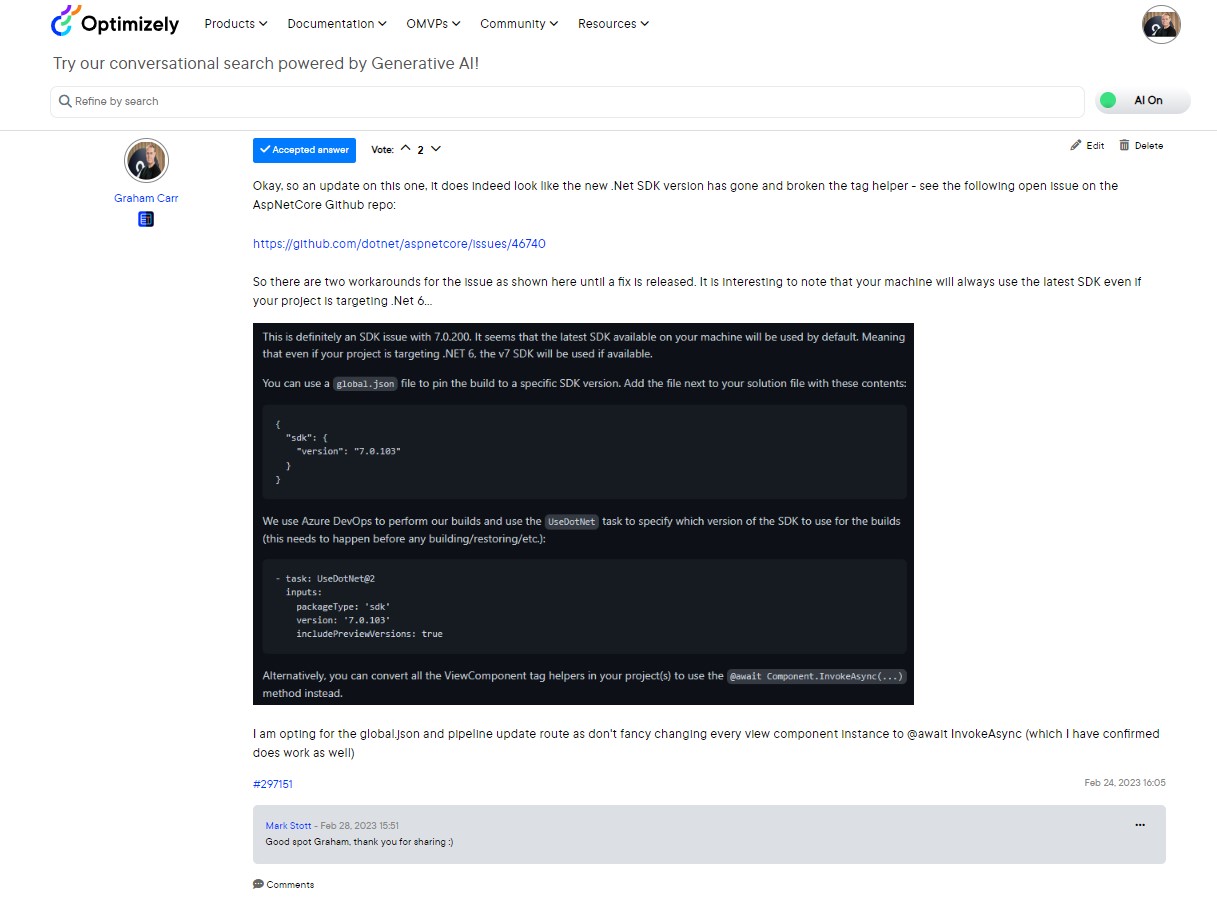 Optimizely
Products Documentation OMVPs Community Resources
Try our conversational search powered by Generative AI!
Refine by search
AI On
Accepted answer Vote: 2 Edit Delete
Graham Carr
Okay, so an update on this one, it does indeed look like the new .Net SDK version has gone and broken the tag helper - see the following open issue on the
AspNetCore Github repo:
https://github.com/dotnet/aspnetcore/issues/46740
So there are two workarounds for the issue as shown here until a fix is released. It is interesting to note that your machine will always use the latest SDK even if
your project is targeting .Net 6...
This is definitely an SDK issue with 7.0.200. It seems that the latest SDK available on your machine will be used by default. Meaning
that even if your project is targeting .NET 6, the v7 SDK will be used if available.
You can use a global.json file to pin the build to a specific SDK version. Add the file next to your solution file with these contents:
{
"sdk": {
"version": "7.0.103"
}
}
We use Azure DevOps to perform our builds and use the UseDotNet task to specify which version of the SDK to use for the builds
(this needs to happen before any building/restoring/etc.):
- task: UseDotNet@2
inputs:
packageType: 'sdk'
version: '7.0.103'
includePreviewVersions: true
Alternatively, you can convert all the ViewComponent tag helpers in your project(s) to use the @await Component.InvokeAsync(...)
method instead.
I am opting for the global.json and pipeline update route as don't fancy changing every view component instance to @await InvokeAsync (which I have confirmed
does work as well)
#297151
Feb 24, 2023 16:05
Mark Stott - Feb 28, 2023 15:51
Good spot Graham, thank you for sharing :)
Comments